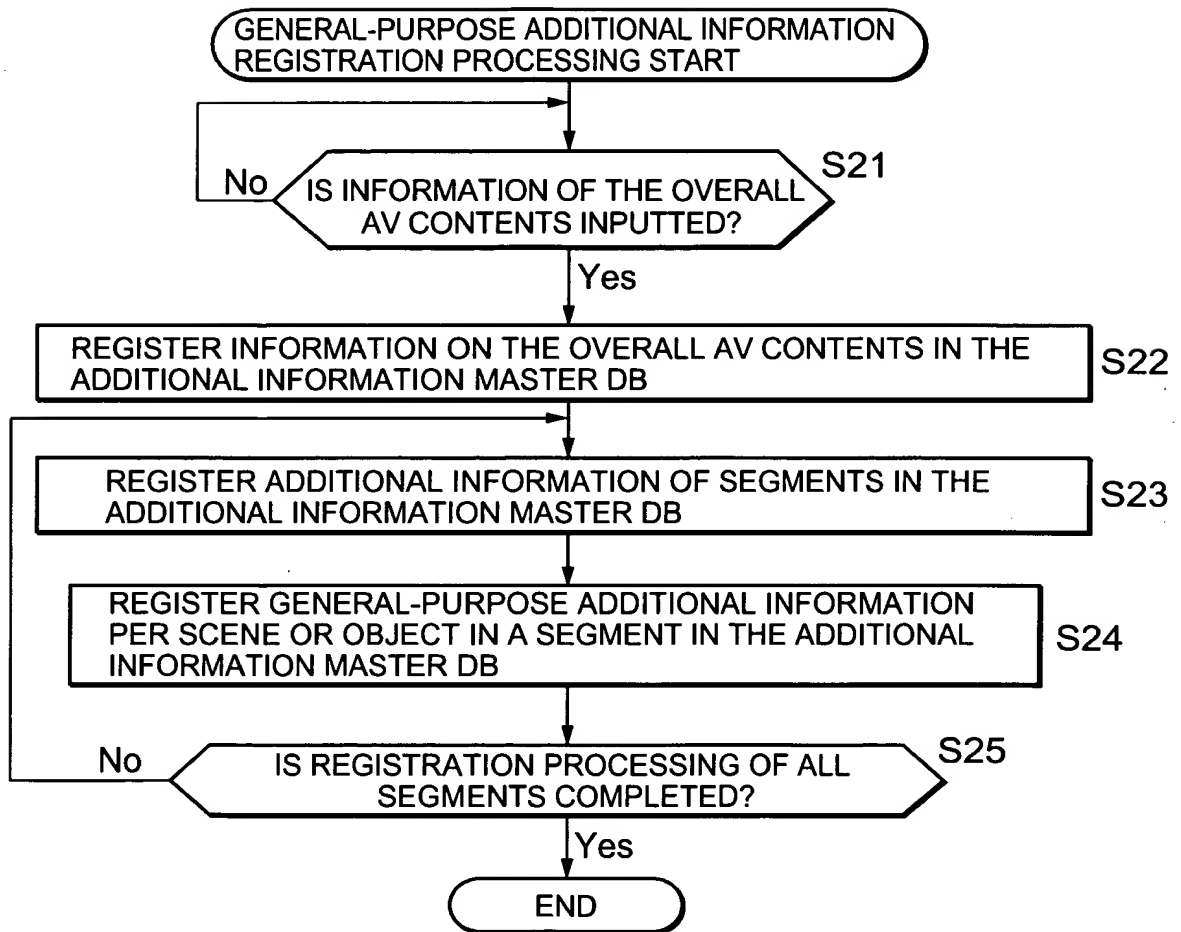 GENERAL-PURPOSE ADDITIONAL INFORMATION
REGISTRATION PROCESSING START
S21
No
IS INFORMATION OF THE OVERALL
AV CONTENTS INPUTTED?
Yes
REGISTER INFORMATION ON THE OVERALL AV CONTENTS IN THE
ADDITIONAL INFORMATION MASTER DB
S22
REGISTER ADDITIONAL INFORMATION OF SEGMENTS IN THE
ADDITIONAL INFORMATION MASTER DB
S23
REGISTER GENERAL-PURPOSE ADDITIONAL INFORMATION
PER SCENE OR OBJECT IN A SEGMENT IN THE ADDITIONAL
INFORMATION MASTER DB
S24
No
IS REGISTRATION PROCESSING OF ALL
SEGMENTS COMPLETED?
S25
Yes
END